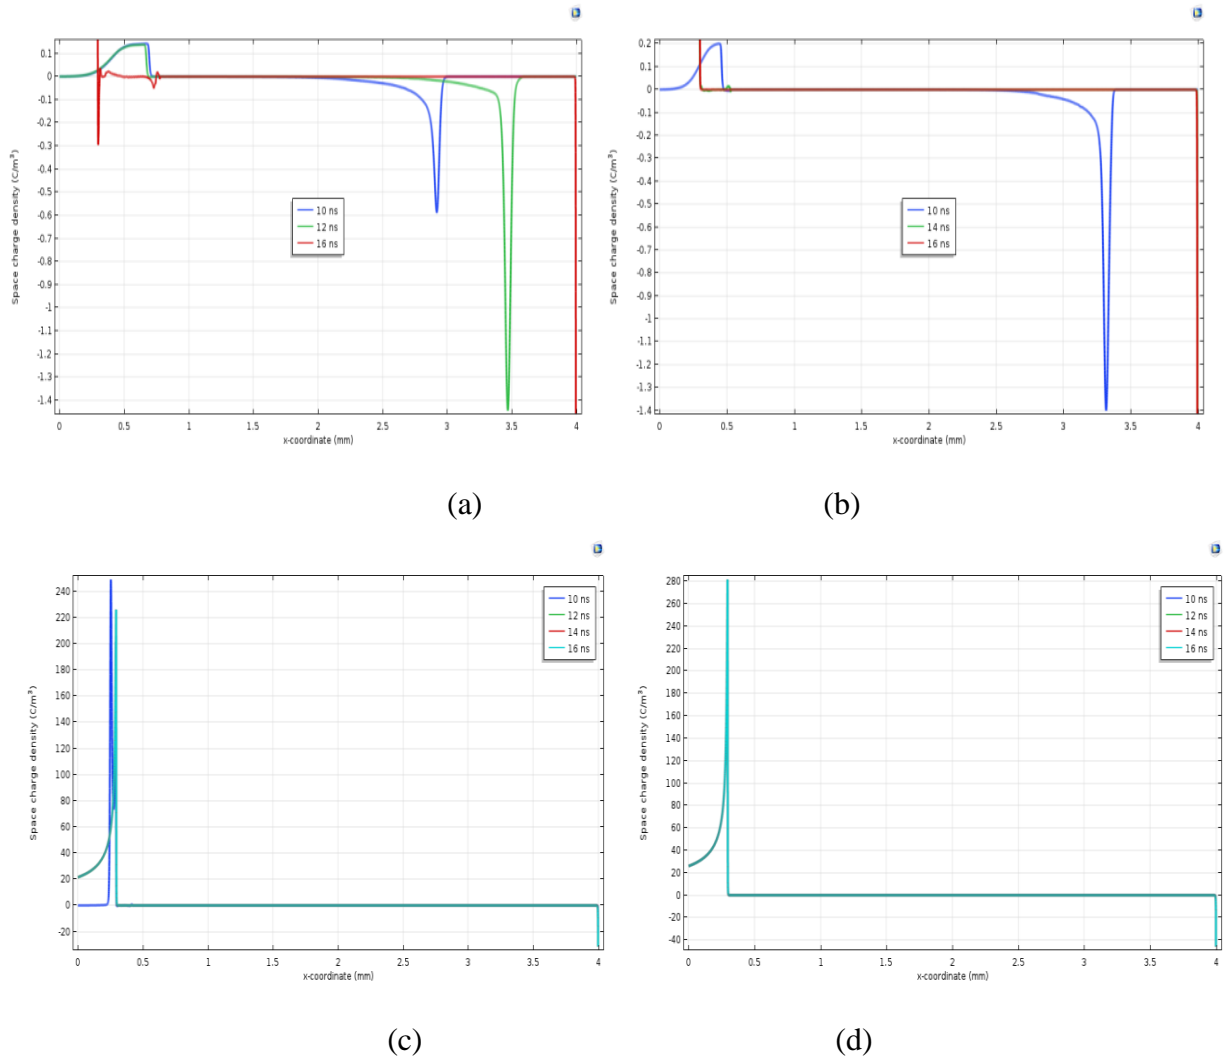 0.1
0
-0.1
-0.2
-0.3
-0.4
-0.5
-0.6
-0.7
-0.8
-0.9
-1
-1.1
-1.2
-1.3
-1.4
Space charge density (C/m³)
10 ns
12 ns
16 ns
0 0.5 1 1.5 2 2.5 3 3.5 4
x-coordinate (mm)
0.2
0.1
0
-0.1
-0.2
-0.3
-0.4
-0.5
-0.6
-0.7
-0.8
-0.9
-1
-1.1
-1.2
-1.3
-1.4
Space charge density (C/m³)
10 ns
14 ns
16 ns
0 0.5 1 1.5 2 2.5 3 3.5 4
x-coordinate (mm)
(a) (b)
240
220
200
180
160
140
120
100
80
60
40
20
0
-20
Space charge density (C/m³)
10 ns
12 ns
14 ns
16 ns
0 0.5 1 1.5 2 2.5 3 3.5 4
x-coordinate (mm)
280
260
240
220
200
180
160
140
120
100
80
60
40
20
0
-20
-40
Space charge density (C/m³)
10 ns
12 ns
14 ns
16 ns
0 0.5 1 1.5 2 2.5 3 3.5 4
x-coordinate (mm)
(c) (d)